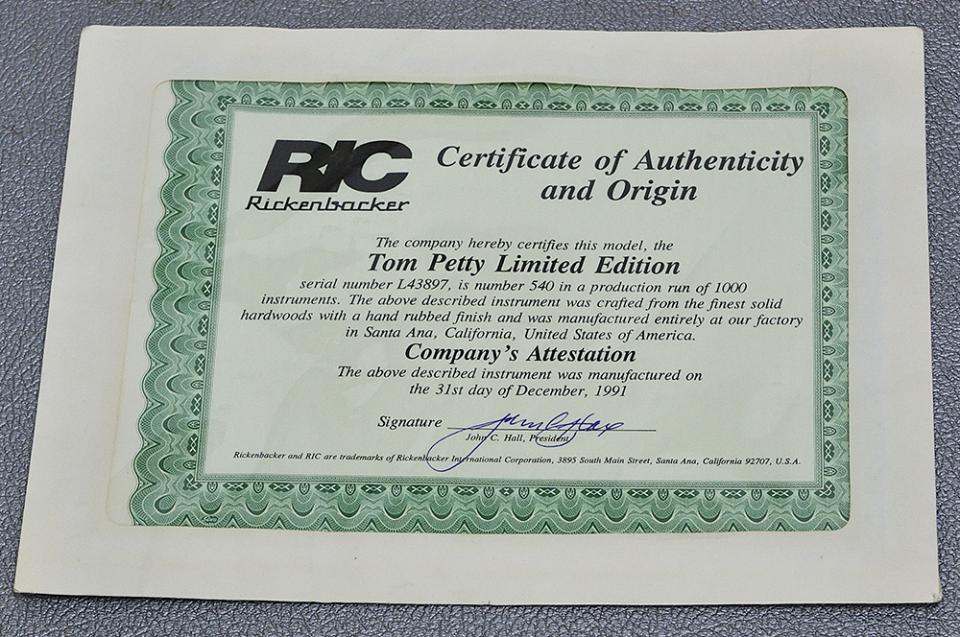 RIC
Rickenbacker
Certificate of Authenticity
and Origin
The company hereby certifies this model, the
Tom Petty Limited Edition
serial number L43897, is number 540 in a production run of 1000
instruments. The above described instrument was crafted from the finest solid
hardwoods with a hand rubbed finish and was manufactured entirely at our factory
in Santa Ana, California, United States of America.
Company's Attestation
The above described instrument was manufactured on
the 31st day of December, 1991
Signature John C Hall
John C. Hall, President
Rickenbacker and RIC are trademarks of Rickenbacker International Corporation, 3895 South Main Street, Santa Ana, California 92707, U.S.A.